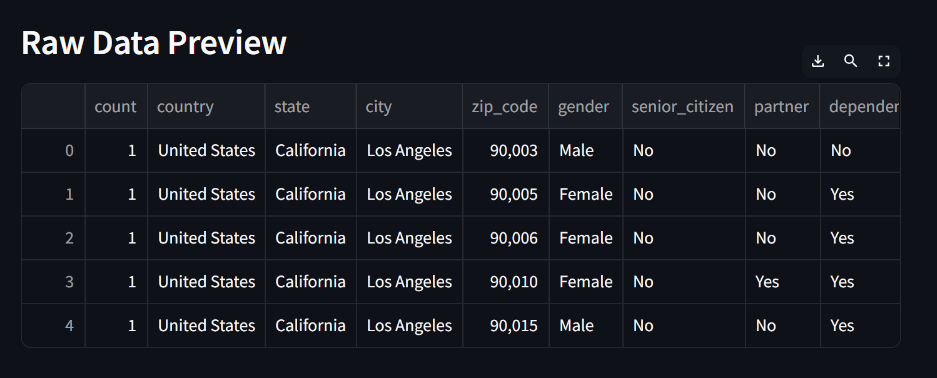 Raw Data Preview
count country state city zip_code gender senior_citizen partner depender
0 1 United States California Los Angeles 90,003 Male No No No
1 1 United States California Los Angeles 90,005 Female No No Yes
2 1 United States California Los Angeles 90,006 Female No No Yes
3 1 United States California Los Angeles 90,010 Female No Yes Yes
4 1 United States California Los Angeles 90,015 Male No No Yes